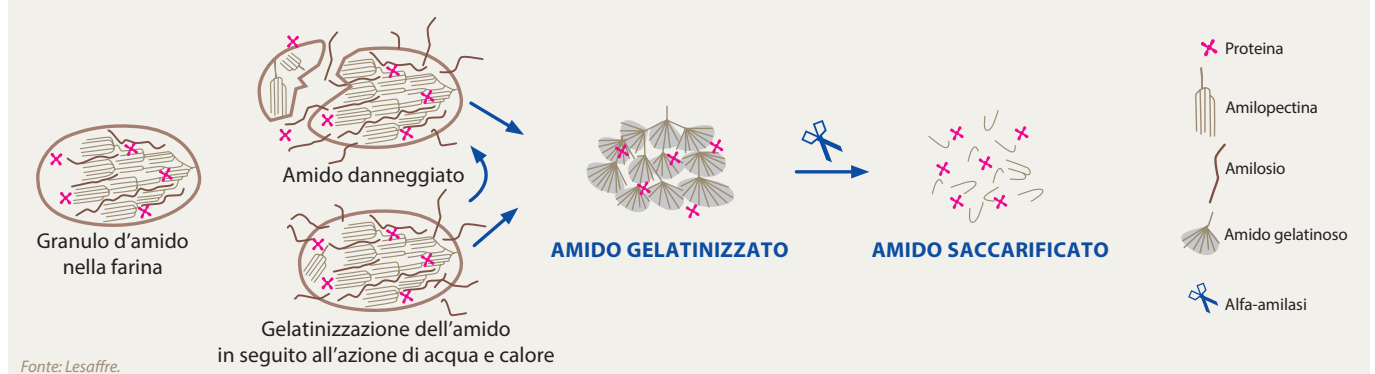 Granulo d'amido
nella farina
Amido danneggiato
Gelatinizzazione dell'amido
in seguito all'azione di acqua e calore
AMIDO GELATINIZZATO
AMIDO SACCARIFICATO
Proteina
Amilopectina
Amilosio
Amido gelatinoso
Alfa-amilasi
Fonte: Lesaffre.